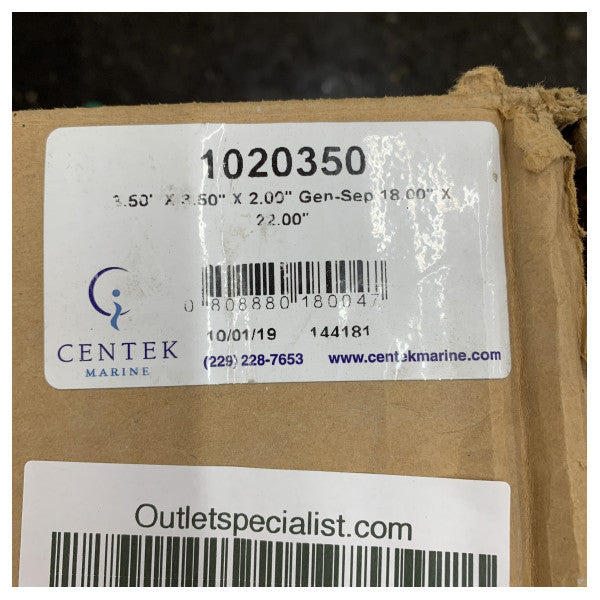 1020350
3.50" X 3.50" X 2.00" Gen-Sep 18.00" X
22.00"
0 808880 180047
10/01/19 144181
CENTEK
MARINE
(229) 228-7653 www.centekmarine.com
Outletspecialist.com